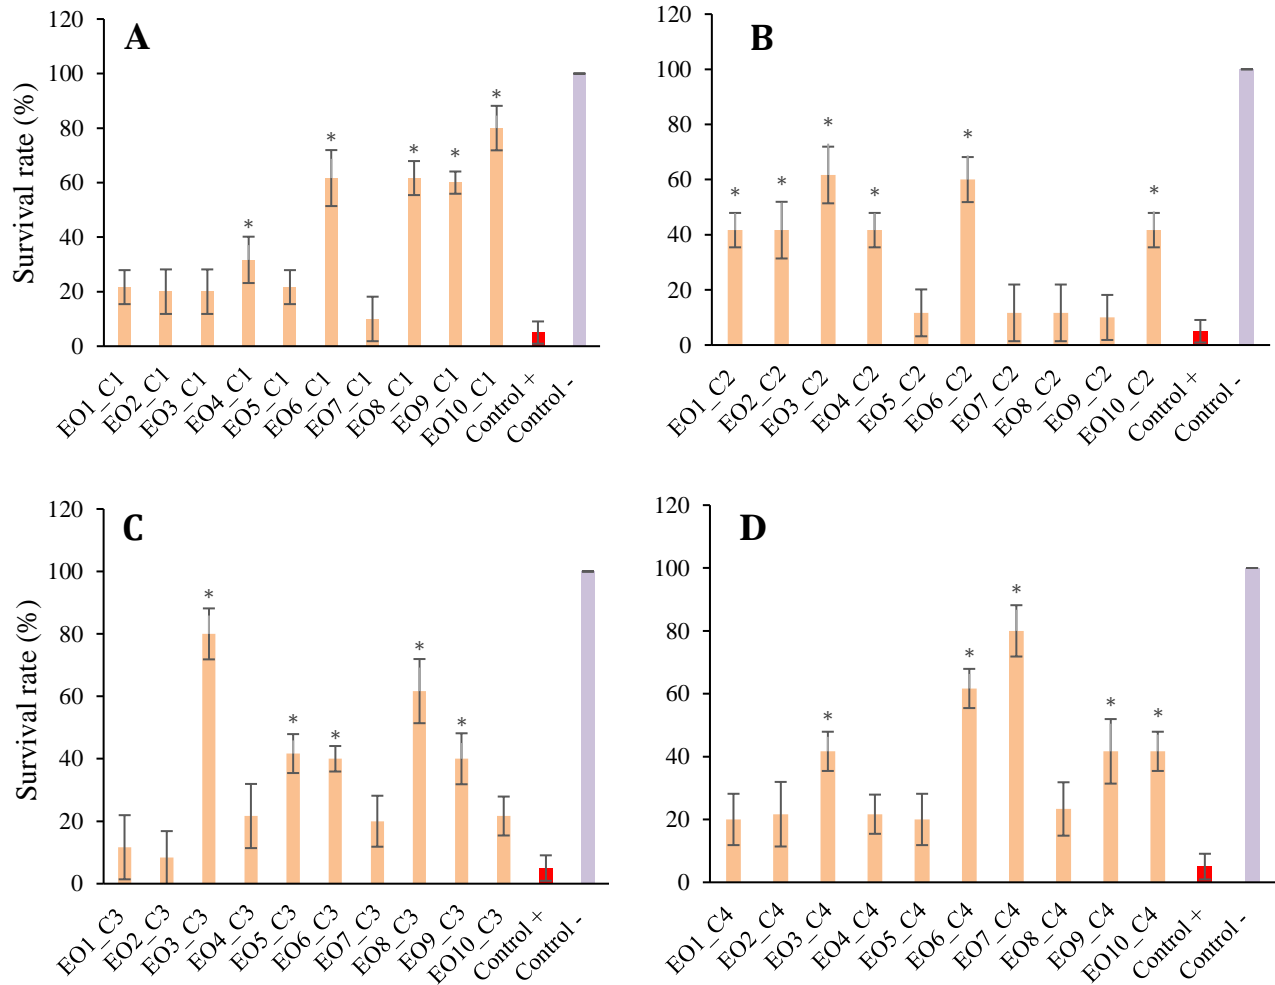 A
Survival rate (%)
120
100
80
60
40
20
0
* * * * *
EO1_C1 EO2_C1 EO3_C1 EO4_C1 EO5_C1 EO6_C1 EO7_C1 EO8_C1 EO9_C1 EO10_C1 Control + Control -
B
120
100
80
60
40
20
0
* * * * * *
EO1_C2 EO2_C2 EO3_C2 EO4_C2 EO5_C2 EO6_C2 EO7_C2 EO8_C2 EO9_C2 EO10_C2 Control + Control -
C
Survival rate (%)
120
100
80
60
40
20
0
* * * * *
EO1_C3 EO2_C3 EO3_C3 EO4_C3 EO5_C3 EO6_C3 EO7_C3 EO8_C3 EO9_C3 EO10_C3 Control + Control -
D
120
100
80
60
40
20
0
* * * * *
EO1_C4 EO2_C4 EO3_C4 EO4_C4 EO5_C4 EO6_C4 EO7_C4 EO8_C4 EO9_C4 EO10_C4 Control + Control -